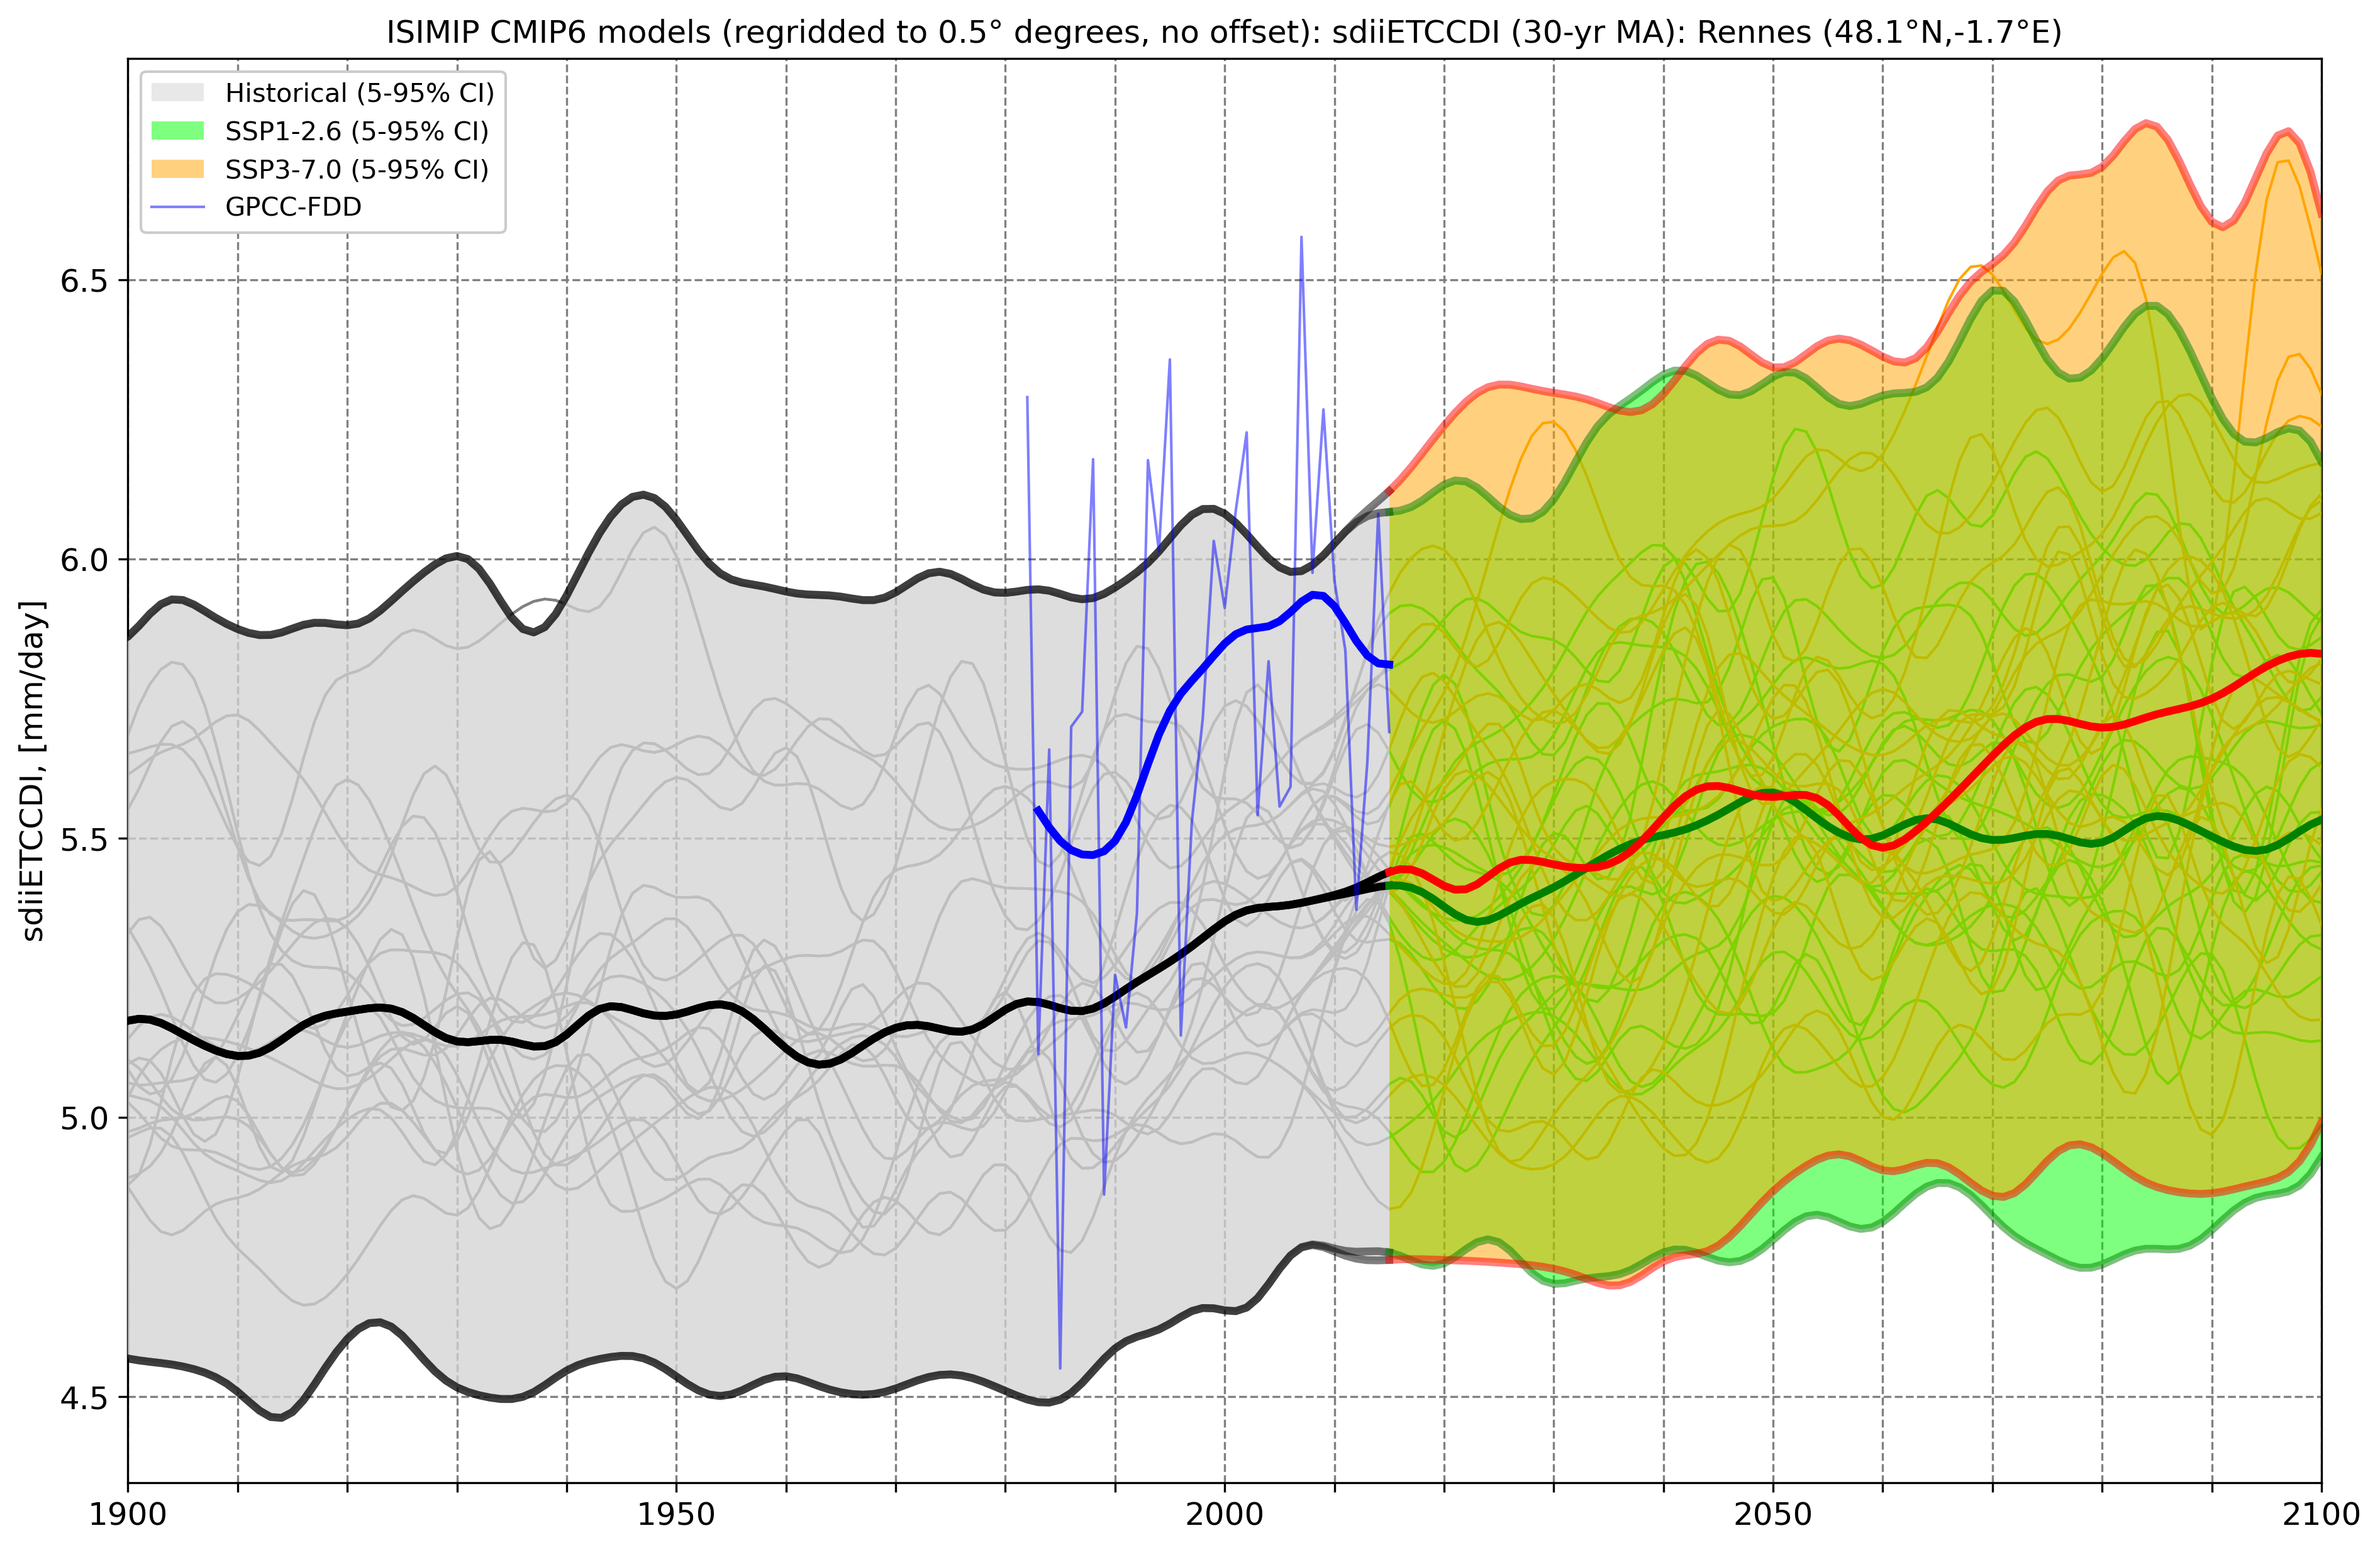 ISIMIP CMIP6 models (regridded to 0.5° degrees, no offset): sdiiETCCDI (30-yr MA): Rennes (48.1°N,-1.7°E)
Historical (5-95% CI)
SSP1-2.6 (5-95% CI)
SSP3-7.0 (5-95% CI)
GPCC-FDD
sdiiETCCDI, [mm/day]
6.5
6.0
5.5
5.0
4.5
1900
1950
2000
2050
2100